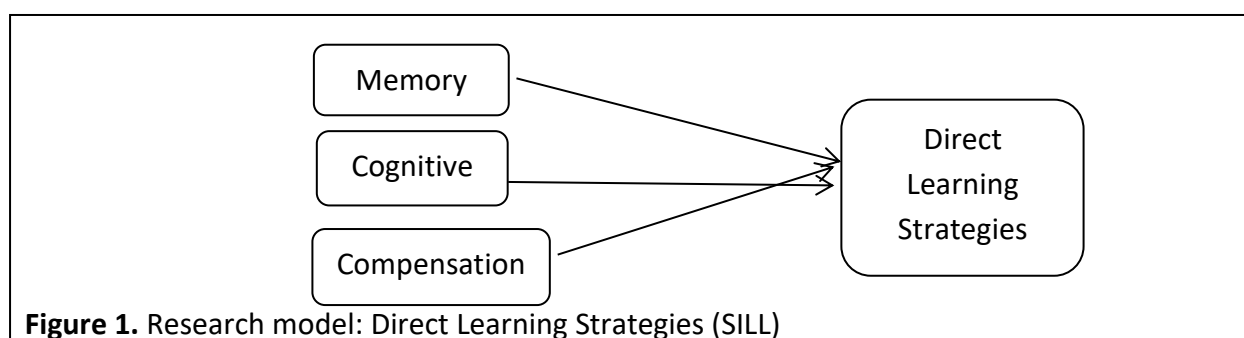 Memory
Cognitive
Compensation
Direct
Learning
Strategies
Figure 1. Research model: Direct Learning Strategies (SILL)